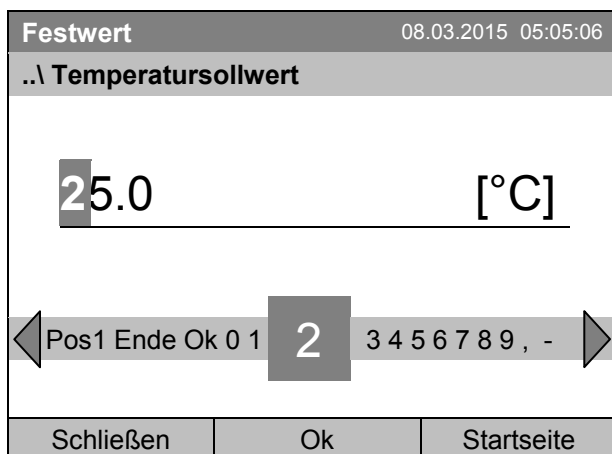 Festwert 08.03.2015 05:05:06
..\ Temperatursollwert
25.0 [°C]
Pos1 Ende Ok 0 1 2 3 4 5 6 7 8 9 , -
Schließen Ok Startseite